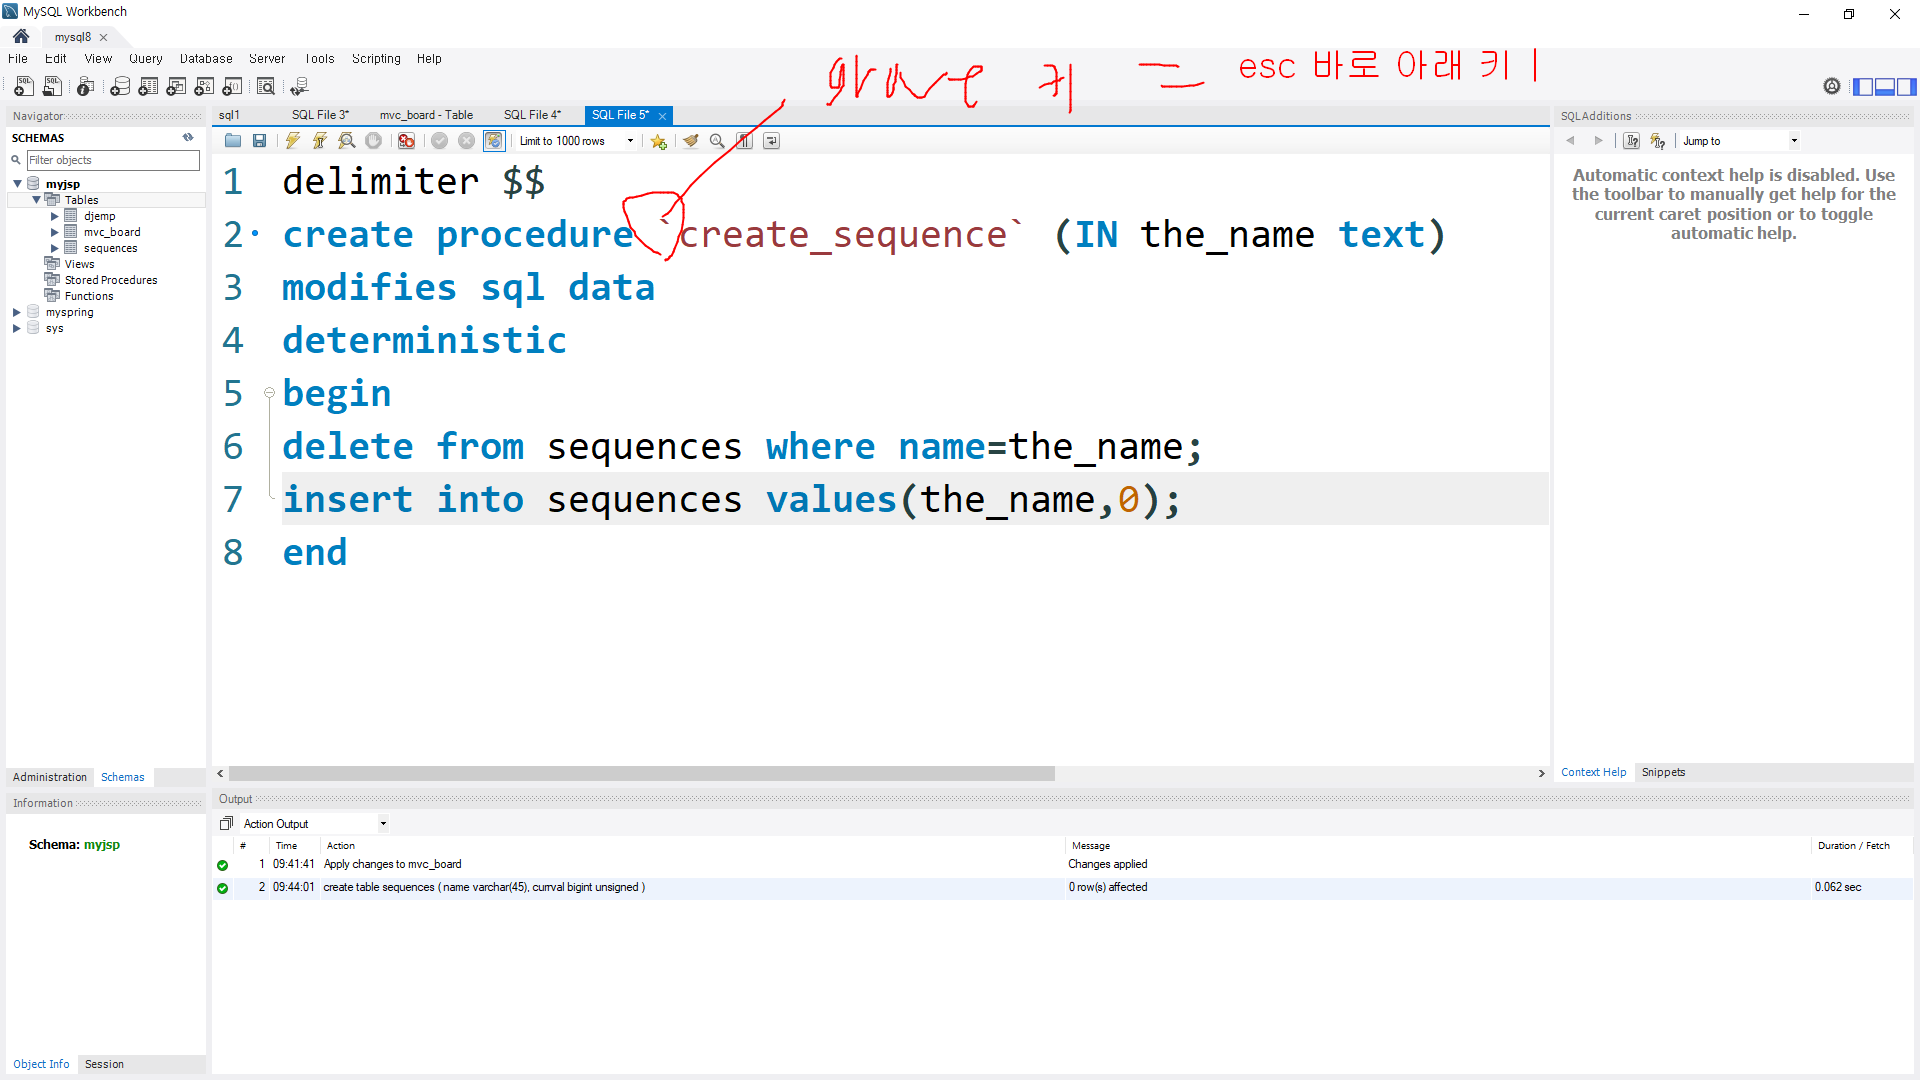 MySQL Workbench
mysql8
File Edit View Query Database Server Tools Scripting Help
키 = esc 바로 아래 키
Navigator
SCHEMAS
Filter objects
myjsp
Tables
djemp
mvc_board
sequences
Views
Stored Procedures
Functions
myspring
sys
Administration Schemas
Information
Schema: myjsp
Object Info Session
sql1 SQL File 3* mvc_board - Table SQL File 4* SQL File 5*
Limit to 1000 rows
1 delimiter $$
2 create procedure `create_sequence` (IN the_name text)
3 modifies sql data
4 deterministic
5 begin
6 delete from sequences where name=the_name;
7 insert into sequences values(the_name,0);
8 end
SQLAdditions
Jump to
Automatic context help is disabled. Use
the toolbar to manually get help for the
current caret position or to toggle
automatic help.
Context Help Snippets
Output
Action Output
# Time Action Message Duration / Fetch
1 09:41:41 Apply changes to mvc_board Changes applied
2 09:44:01 create table sequences ( name varchar(45), currval bigint unsigned ) 0 row(s) affected 0.062 sec